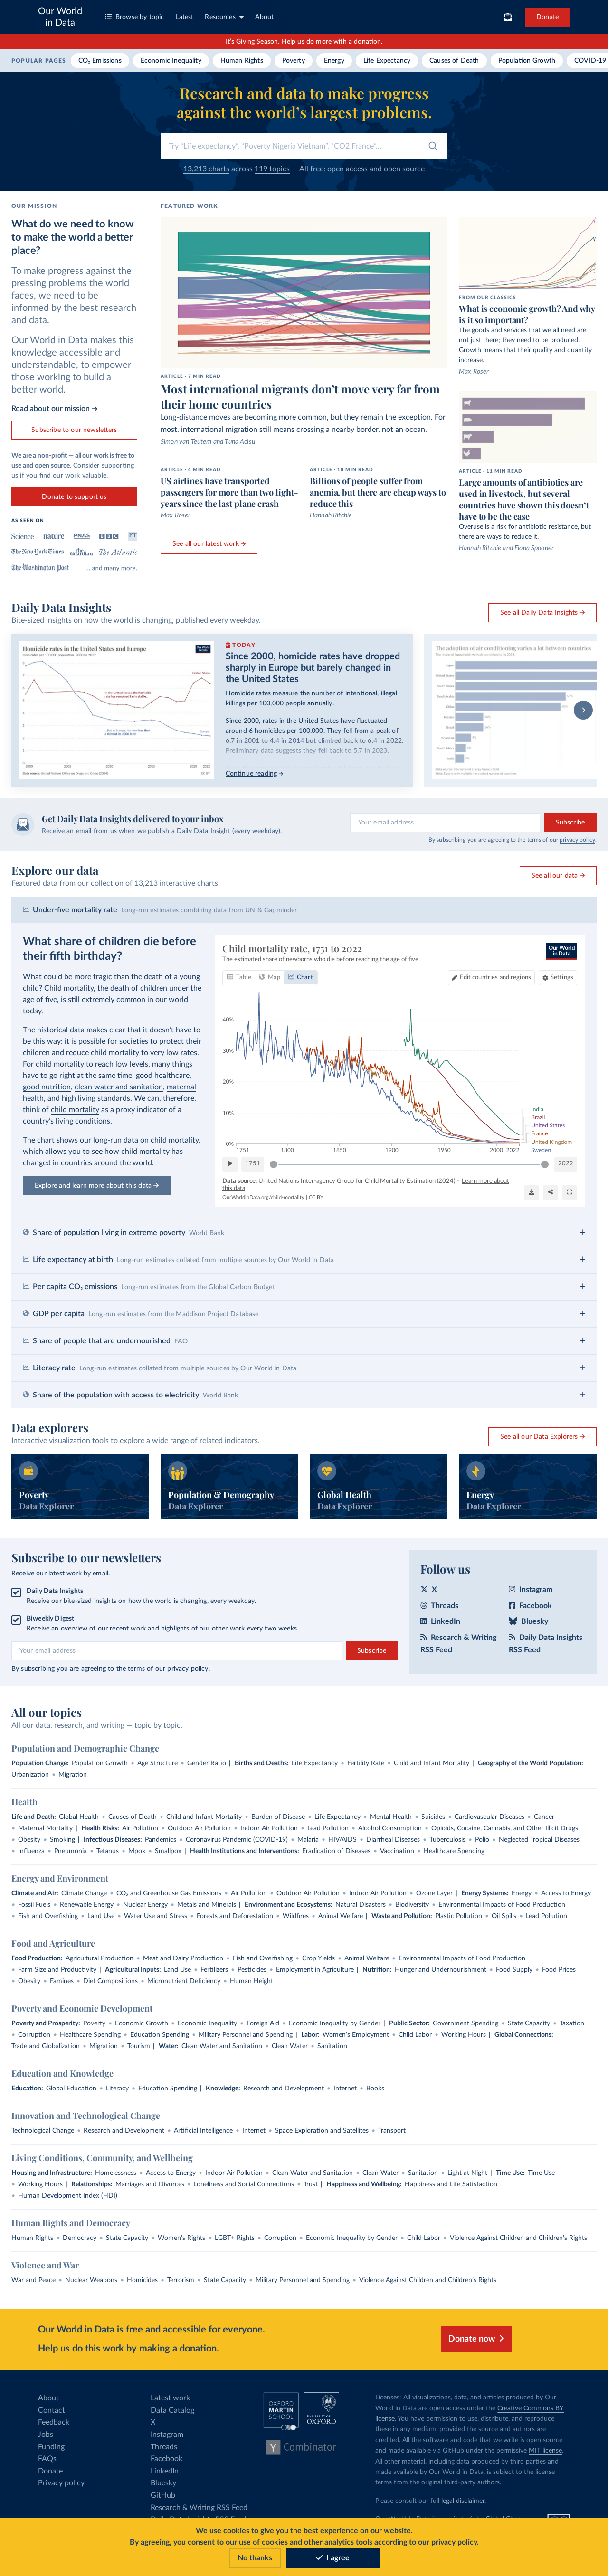 Our World
in Data
Browse by topic
Latest
Resources
About
Donate
It's Giving Season. Help us do more with a donation.
POPULAR PAGES
CO₂ Emissions
Economic Inequality
Human Rights
Poverty
Energy
Life Expectancy
Causes of Death
Population Growth
COVID-19
Research and data to make progress
against the world's largest problems.
Try "Life expectancy", "Poverty Nigeria Vietnam", "CO2 France"...
13,213 charts across 119 topics — All free: open access and open source
OUR MISSION
What do we need to know
to make the world a better
place?
To make progress against the
pressing problems the world
faces, we need to be
informed by the best research
and data.
Our World in Data makes this
knowledge accessible and
understandable, to empower
those working to build a
better world.
Read about our mission →
Subscribe to our newsletters
We are a non-profit — all our work is free to
use and open source. Consider supporting
us if you find our work valuable.
Donate to support us
AS SEEN ON
Science
nature
PNAS
BBC
FT
The New York Times
The Guardian
The Atlantic
The Washington Post
... and many more.
FEATURED WORK
ARTICLE - 7 MIN READ
Most international migrants don't move very far from
their home countries
Long-distance moves are becoming more common, but they remain the exception. For
most, international migration still means crossing a nearby border, not an ocean.
Simon van Teutem and Tuna Acisu
ARTICLE - 4 MIN READ
US airlines have transported
passengers for more than two light-
years since the last plane crash
Max Roser
ARTICLE - 10 MIN READ
Billions of people suffer from
anemia, but there are cheap ways to
reduce this
Hannah Ritchie
See all our latest work →
FROM OUR CLASSICS
What is economic growth? And why
is it so important?
The goods and services that we all need are
not just there; they need to be produced.
Growth means that their quality and quantity
increase.
Max Roser
ARTICLE - 11 MIN READ
Large amounts of antibiotics are
used in livestock, but several
countries have shown this doesn't
have to be the case
Overuse is a risk for antibiotic resistance, but
there are ways to reduce it.
Hannah Ritchie and Fiona Spooner
Daily Data Insights
Bite-sized insights on how the world is changing, published every weekday.
See all Daily Data Insights →
Homicide rates in the United States and Europe
TODAY
Since 2000, homicide rates have dropped
sharply in Europe but barely changed in
the United States
Homicide rates measure the number of intentional, illegal
killings per 100,000 people annually.
Since 2000, rates in the United States have fluctuated
around 6 homicides per 100,000. They fell from a peak of
6.7 in 2001 to 4.4 in 2014 but climbed back to 6.4 in 2022.
Preliminary data suggests they fell back to 5.7 in 2023.
Continue reading →
The adoption of air conditioning varies a lot between countries
Get Daily Data Insights delivered to your inbox
Receive an email from us when we publish a Daily Data Insight (every weekday).
Your email address
Subscribe
By subscribing you are agreeing to the terms of our privacy policy.
Explore our data
Featured data from our collection of 13,213 interactive charts.
See all our data →
Under-five mortality rate Long-run estimates combining data from UN & Gapminder
What share of children die before
their fifth birthday?
What could be more tragic than the death of a young
child? Child mortality, the death of children under the
age of five, is still extremely common in our world
today.
The historical data makes clear that it doesn't have to
be this way: it is possible for societies to protect their
children and reduce child mortality to very low rates.
For child mortality to reach low levels, many things
have to go right at the same time: good healthcare,
good nutrition, clean water and sanitation, maternal
health, and high living standards. We can, therefore,
think of child mortality as a proxy indicator of a
country's living conditions.
The chart shows our long-run data on child mortality,
which allows you to see how child mortality has
changed in countries around the world.
Explore and learn more about this data →
Child mortality rate, 1751 to 2022
The estimated share of newborns who die before reaching the age of five.
Our World
in Data
Table
Map
Chart
Edit countries and regions
Settings
40%
30%
20%
10%
0%
1751
1800
1850
1900
1950
2000
2022
India
Brazil
United States
France
United Kingdom
Sweden
1751
2022
Data source: United Nations Inter-agency Group for Child Mortality Estimation (2024) – Learn more about
this data
OurWorldinData.org/child-mortality | CC BY
Share of population living in extreme poverty World Bank
Life expectancy at birth Long-run estimates collated from multiple sources by Our World in Data
Per capita CO₂ emissions Long-run estimates from the Global Carbon Budget
GDP per capita Long-run estimates from the Maddison Project Database
Share of people that are undernourished FAO
Literacy rate Long-run estimates collated from multiple sources by Our World in Data
Share of the population with access to electricity World Bank
Data explorers
Interactive visualization tools to explore a wide range of related indicators.
See all our Data Explorers →
Poverty
Data Explorer
Population & Demography
Data Explorer
Global Health
Data Explorer
Energy
Data Explorer
Subscribe to our newsletters
Receive our latest work by email.
Daily Data Insights
Receive our bite-sized insights on how the world is changing, every weekday.
Biweekly Digest
Receive an overview of our recent work and highlights of our other work every two weeks.
Your email address
Subscribe
By subscribing you are agreeing to the terms of our privacy policy.
Follow us
X
Instagram
Threads
Facebook
LinkedIn
Bluesky
Research & Writing
RSS Feed
Daily Data Insights
RSS Feed
All our topics
All our data, research, and writing — topic by topic.
Population and Demographic Change
Population Change: Population Growth • Age Structure • Gender Ratio | Births and Deaths: Life Expectancy • Fertility Rate • Child and Infant Mortality | Geography of the World Population:
Urbanization • Migration
Health
Life and Death: Global Health • Causes of Death • Child and Infant Mortality • Burden of Disease • Life Expectancy • Mental Health • Suicides • Cardiovascular Diseases • Cancer
• Maternal Mortality | Health Risks: Air Pollution • Outdoor Air Pollution • Indoor Air Pollution • Lead Pollution • Alcohol Consumption • Opioids, Cocaine, Cannabis, and Other Illicit Drugs
• Obesity • Smoking | Infectious Diseases: Pandemics • Coronavirus Pandemic (COVID-19) • Malaria • HIV/AIDS • Diarrheal Diseases • Tuberculosis • Polio • Neglected Tropical Diseases
• Influenza • Pneumonia • Tetanus • Mpox • Smallpox | Health Institutions and Interventions: Eradication of Diseases • Vaccination • Healthcare Spending
Energy and Environment
Climate and Air: Climate Change • CO₂ and Greenhouse Gas Emissions • Air Pollution • Outdoor Air Pollution • Indoor Air Pollution • Ozone Layer | Energy Systems: Energy • Access to Energy
• Fossil Fuels • Renewable Energy • Nuclear Energy • Metals and Minerals | Environment and Ecosystems: Natural Disasters • Biodiversity • Environmental Impacts of Food Production
• Fish and Overfishing • Land Use • Water Use and Stress • Forests and Deforestation • Wildfires • Animal Welfare | Waste and Pollution: Plastic Pollution • Oil Spills • Lead Pollution
Food and Agriculture
Food Production: Agricultural Production • Meat and Dairy Production • Fish and Overfishing • Crop Yields • Animal Welfare • Environmental Impacts of Food Production
• Farm Size and Productivity | Agricultural Inputs: Land Use • Fertilizers • Pesticides • Employment in Agriculture | Nutrition: Hunger and Undernourishment • Food Supply • Food Prices
• Obesity • Famines • Diet Compositions • Micronutrient Deficiency • Human Height
Poverty and Economic Development
Poverty and Prosperity: Poverty • Economic Growth • Economic Inequality • Foreign Aid • Economic Inequality by Gender | Public Sector: Government Spending • State Capacity • Taxation
• Corruption • Healthcare Spending • Education Spending • Military Personnel and Spending | Labor: Women's Employment • Child Labor • Working Hours | Global Connections:
Trade and Globalization • Migration • Tourism | Water: Clean Water and Sanitation • Clean Water • Sanitation
Education and Knowledge
Education: Global Education • Literacy • Education Spending | Knowledge: Research and Development • Internet • Books
Innovation and Technological Change
Technological Change • Research and Development • Artificial Intelligence • Internet • Space Exploration and Satellites • Transport
Living Conditions, Community, and Wellbeing
Housing and Infrastructure: Homelessness • Access to Energy • Indoor Air Pollution • Clean Water and Sanitation • Clean Water • Sanitation • Light at Night | Time Use: Time Use
• Working Hours | Relationships: Marriages and Divorces • Loneliness and Social Connections • Trust | Happiness and Wellbeing: Happiness and Life Satisfaction
• Human Development Index (HDI)
Human Rights and Democracy
Human Rights • Democracy • State Capacity • Women's Rights • LGBT+ Rights • Corruption • Economic Inequality by Gender • Child Labor • Violence Against Children and Children's Rights
Violence and War
War and Peace • Nuclear Weapons • Homicides • Terrorism • State Capacity • Military Personnel and Spending • Violence Against Children and Children's Rights
Our World in Data is free and accessible for everyone.
Help us do this work by making a donation.
Donate now
About
Contact
Feedback
Jobs
Funding
FAQs
Donate
Privacy policy
Latest work
Data Catalog
X
Instagram
Threads
Facebook
LinkedIn
Bluesky
GitHub
Research & Writing RSS Feed
OXFORD
MARTIN
SCHOOL
UNIVERSITY OF
OXFORD
Y Combinator
Licenses: All visualizations, data, and articles produced by Our
World in Data are open access under the Creative Commons BY
license. You have permission to use, distribute, and reproduce
these in any medium, provided the source and authors are
credited. All the software and code that we write is open source
and made available via GitHub under the permissive MIT license.
All other material, including data produced by third parties and
made available by Our World in Data, is subject to the license
terms from the original third-party authors.
Please consult our full legal disclaimer.
We use cookies to give you the best experience on our website.
By agreeing, you consent to our use of cookies and other analytics tools according to our privacy policy.
No thanks
I agree